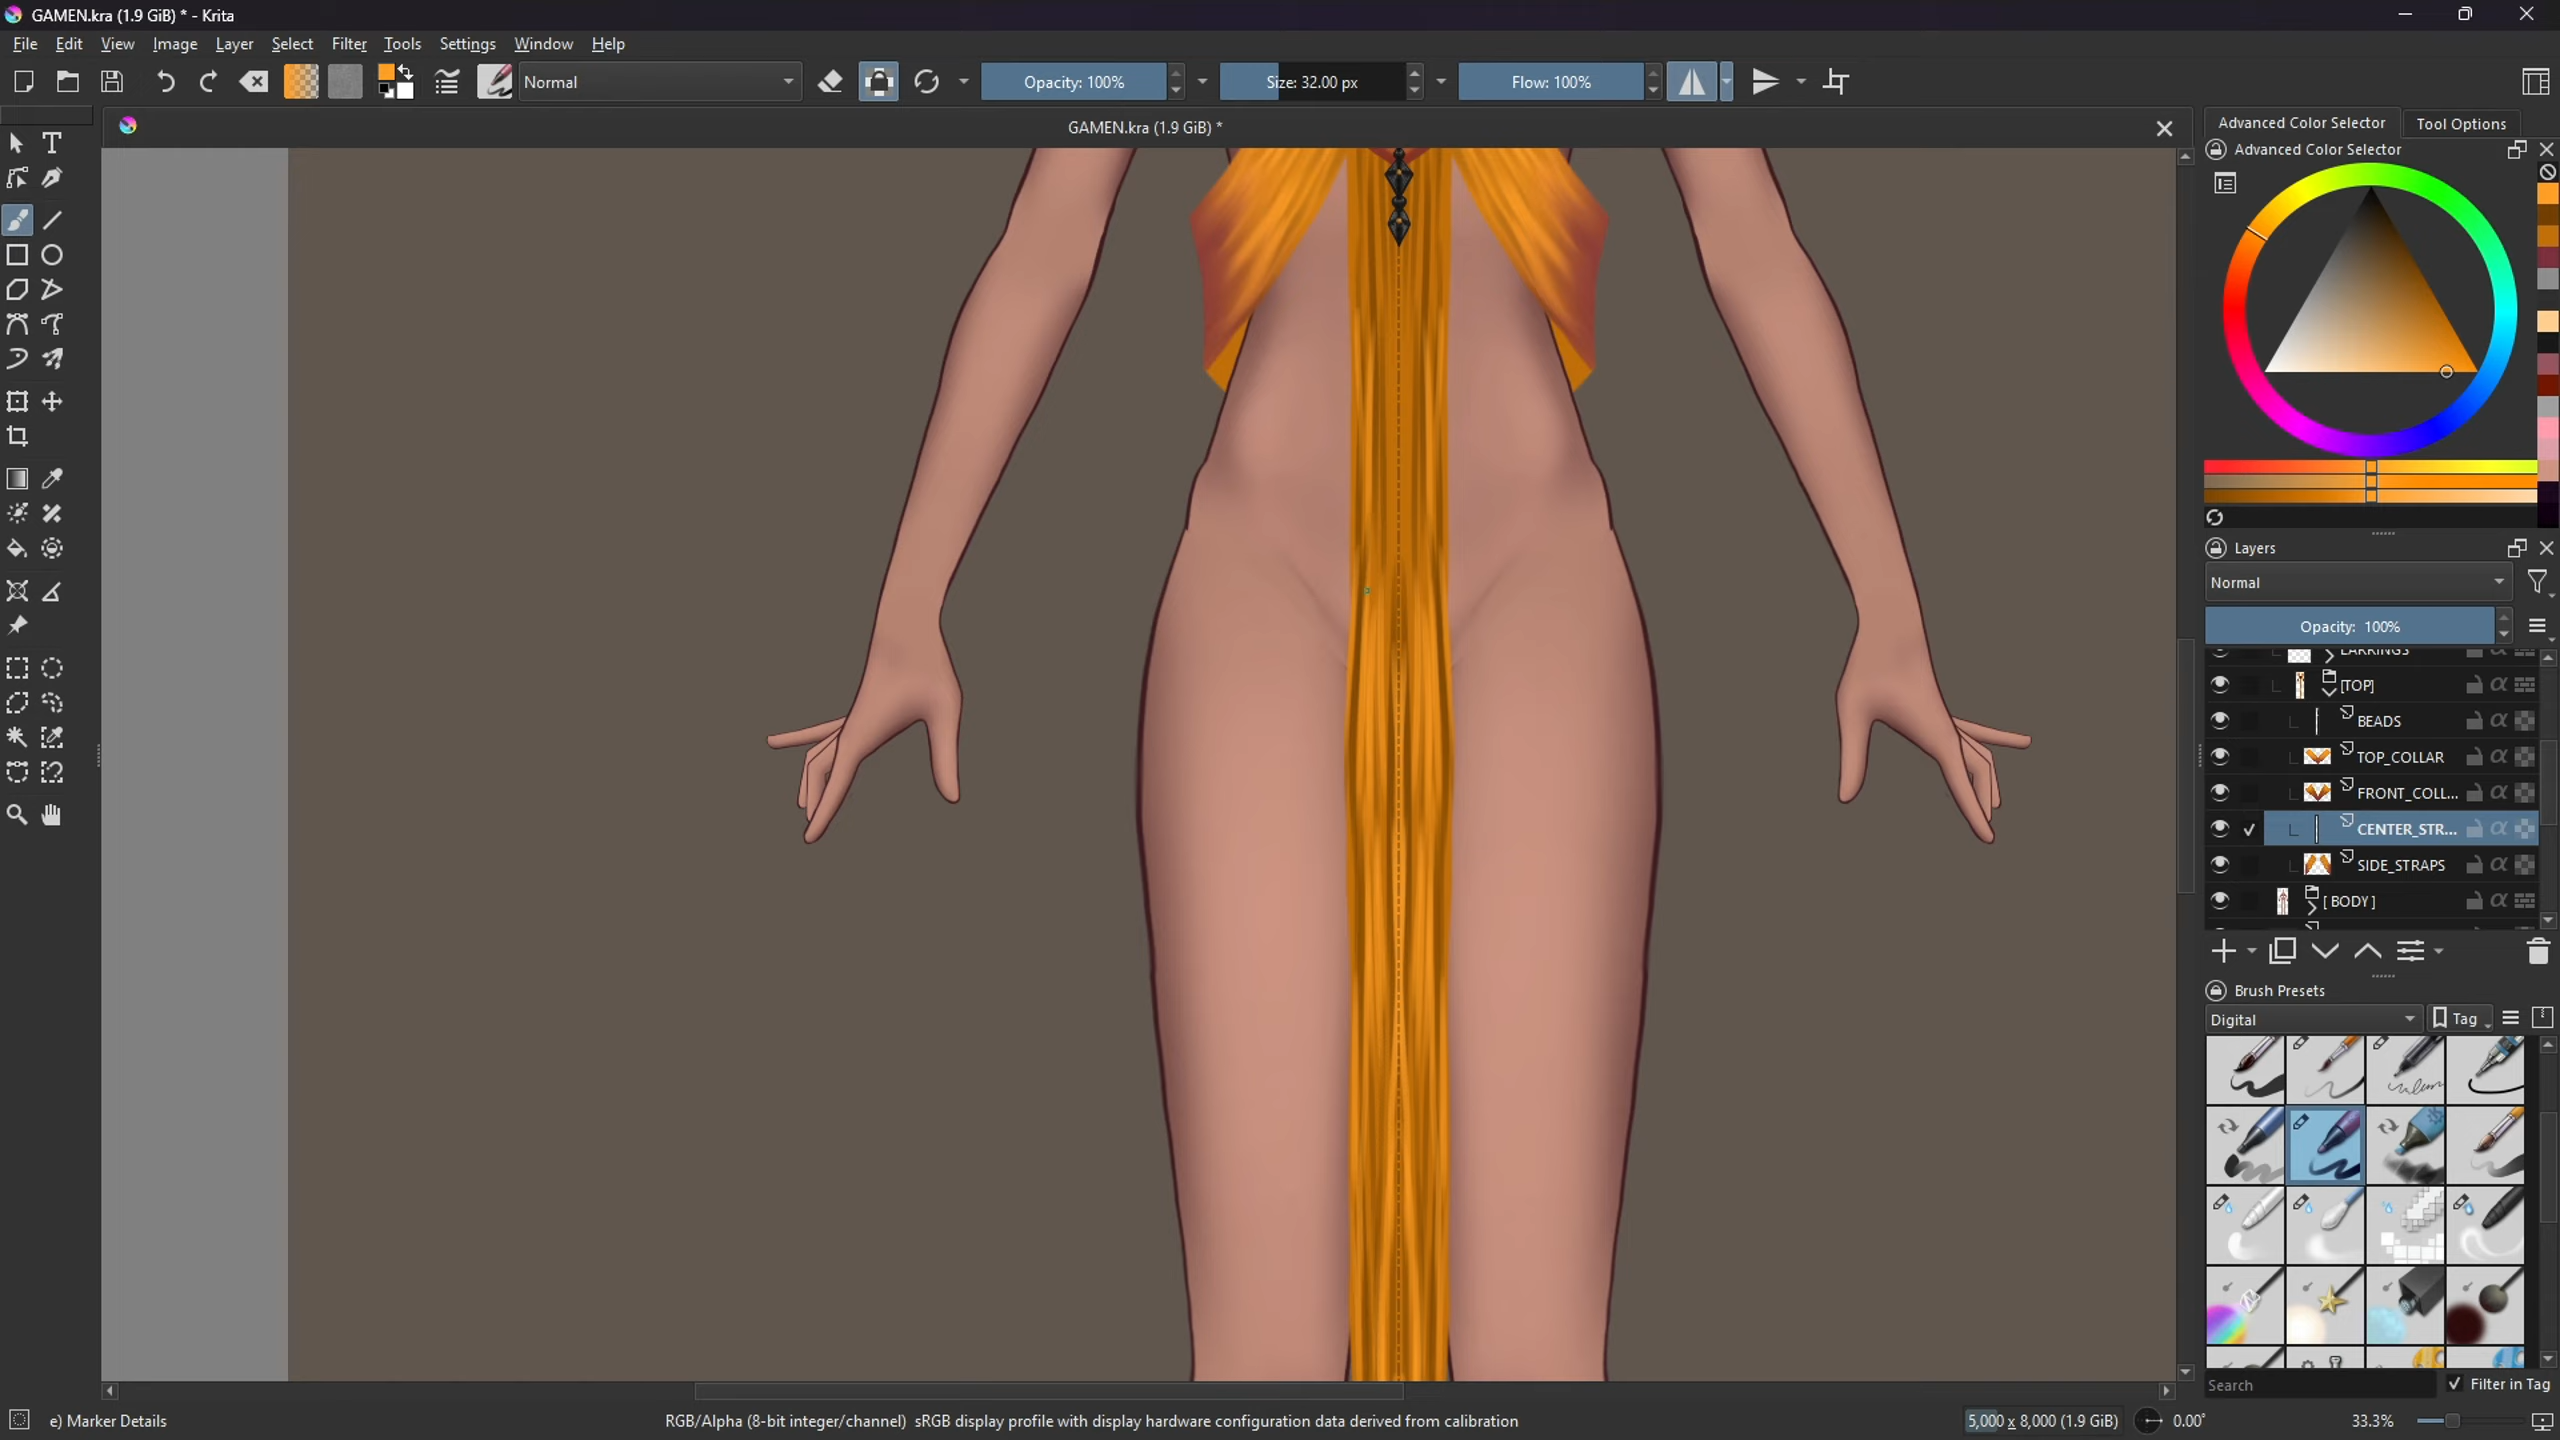 GAMEN.kra (1.9 GiB) * - Krita
File Edit View Image Layer Select Filter Tools Settings Window Help
Normal Opacity: 100% Size: 32.00 px Flow: 100%
GAMEN.kra (1.9 GiB) *
Advanced Color Selector Tool Options
Advanced Color Selector
Layers
Normal
Opacity: 100%
EARRINGS
[TOP]
BEADS
TOP_COLLAR
FRONT_COLL...
CENTER_STR...
SIDE_STRAPS
[ BODY ]
Brush Presets
Digital Tag
Search Filter in Tag
e) Marker Details RGB/Alpha (8-bit integer/channel) sRGB display profile with display hardware configuration data derived from calibration 5,000 x 8,000 (1.9 GiB) 0.00° 33.3%